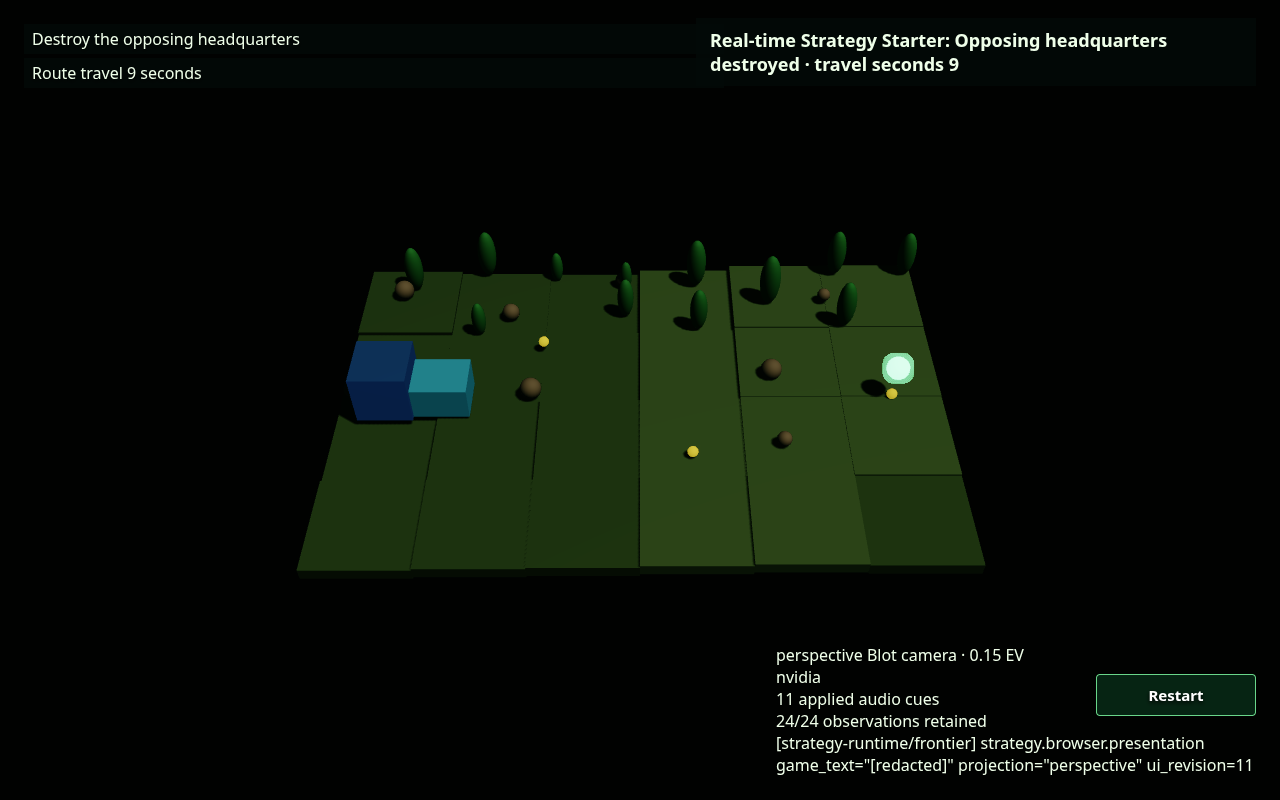 Destroy the opposing headquarters
Route travel 9 seconds
Real-time Strategy Starter: Opposing headquarters
destroyed · travel seconds 9
perspective Blot camera · 0.15 EV
nvidia
11 applied audio cues
24/24 observations retained
[strategy-runtime/frontier] strategy.browser.presentation
game_text="[redacted]" projection="perspective" ui_revision=11
Restart